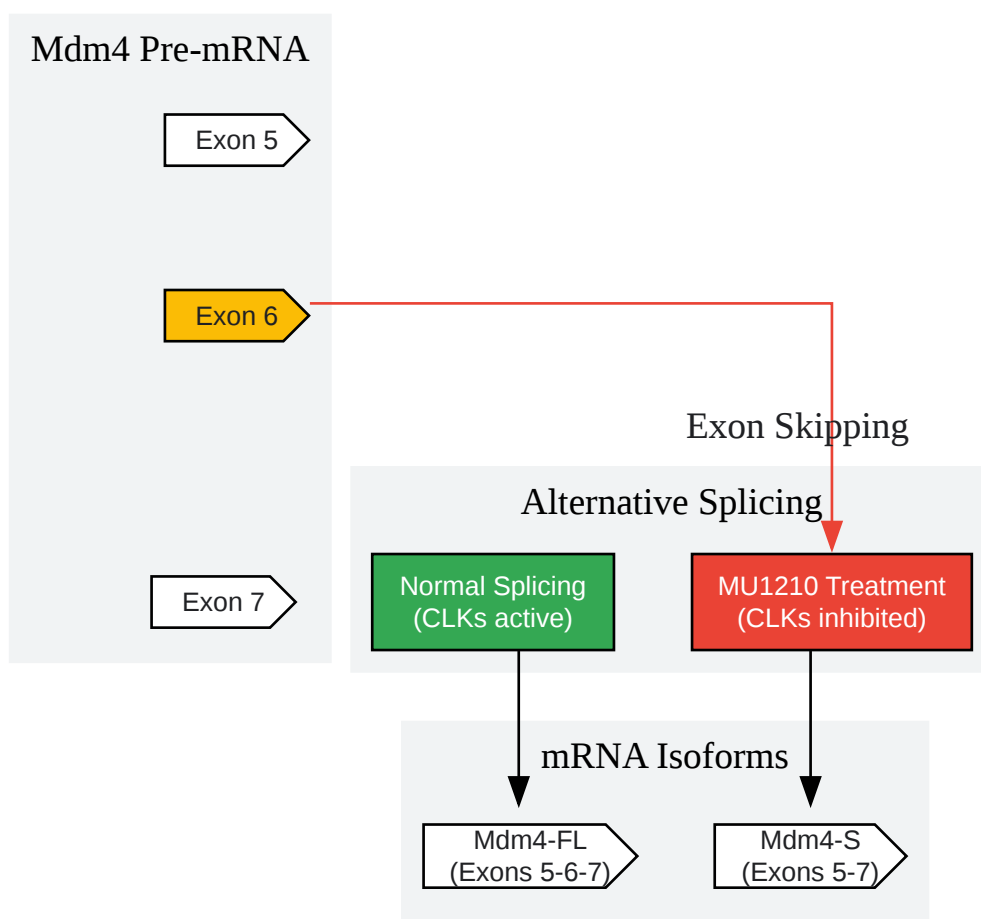 Mdm4 Pre-mRNA
Exon 5
Exon 6
Exon 7
Exon Skipping
Alternative Splicing
Normal Splicing
(CLKs active)
MU1210 Treatment
(CLKs inhibited)
mRNA Isoforms
Mdm4-FL
(Exons 5-6-7)
Mdm4-S
(Exons 5-7)